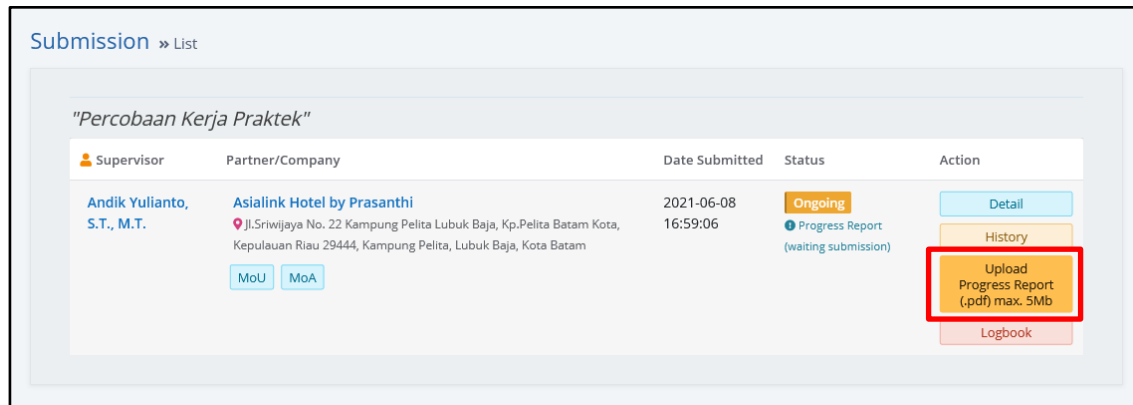 Submission » List
"Percobaan Kerja Praktek"
Supervisor Partner/Company Date Submitted Status Action
Andik Yulianto,
S.T., M.T.
Asialink Hotel by Prasanthi
Jl.Sriwijaya No. 22 Kampung Pelita Lubuk Baja, Kp.Pelita Batam Kota,
Kepulauan Riau 29444, Kampung Pelita, Lubuk Baja, Kota Batam
MoU MoA
2021-06-08
16:59:06
Ongoing
Progress Report
(waiting submission)
Detail
History
Upload
Progress Report
(.pdf) max. 5Mb
Logbook